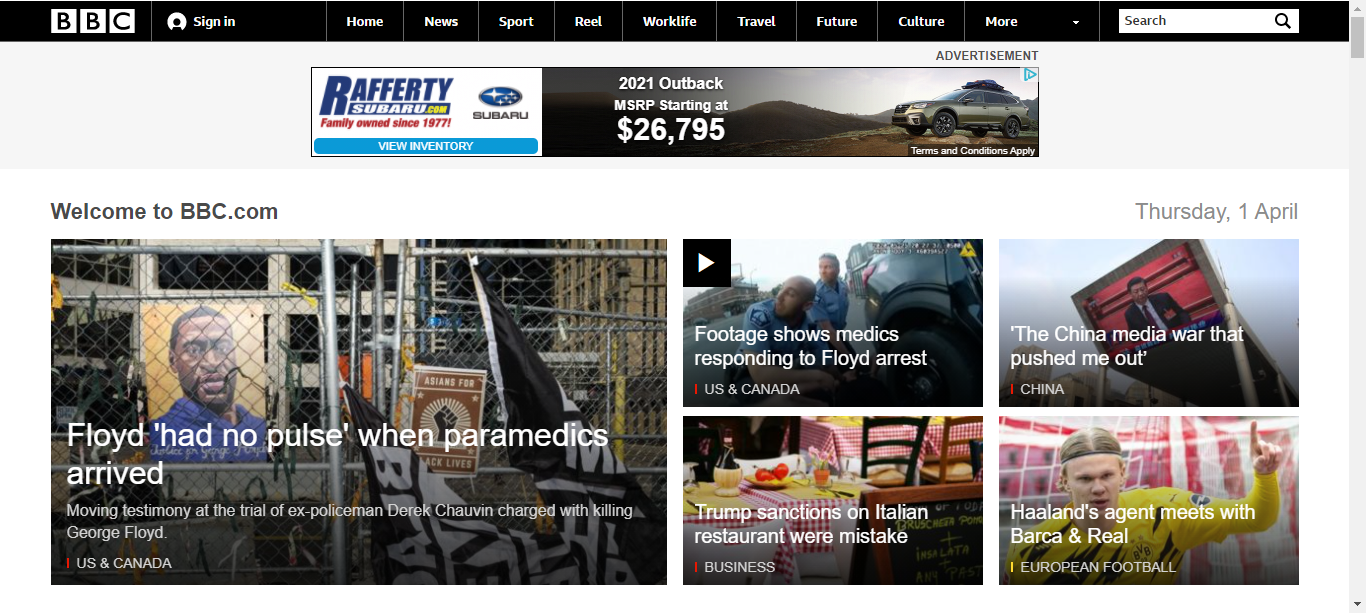 BBC
Sign in
Home
News
Sport
Reel
Worklife
Travel
Future
Culture
More
Search
ADVERTISEMENT
RAFFERTY
SUBARU.COM
Family owned since 1977!
SUBARU
VIEW INVENTORY
2021 Outback
MSRP Starting at
$26,795
Terms and Conditions Apply
Welcome to BBC.com
Thursday, 1 April
ASIANS FOR
BLACK LIVES
Floyd 'had no pulse' when paramedics
arrived
Moving testimony at the trial of ex-policeman Derek Chauvin charged with killing
George Floyd.
US & CANADA
Footage shows medics
responding to Floyd arrest
US & CANADA
'The China media war that
pushed me out’
CHINA
Trump sanctions on Italian
restaurant were mistake
BUSINESS
INSALATA
Haaland's agent meets with
Barca & Real
EUROPEAN FOOTBALL